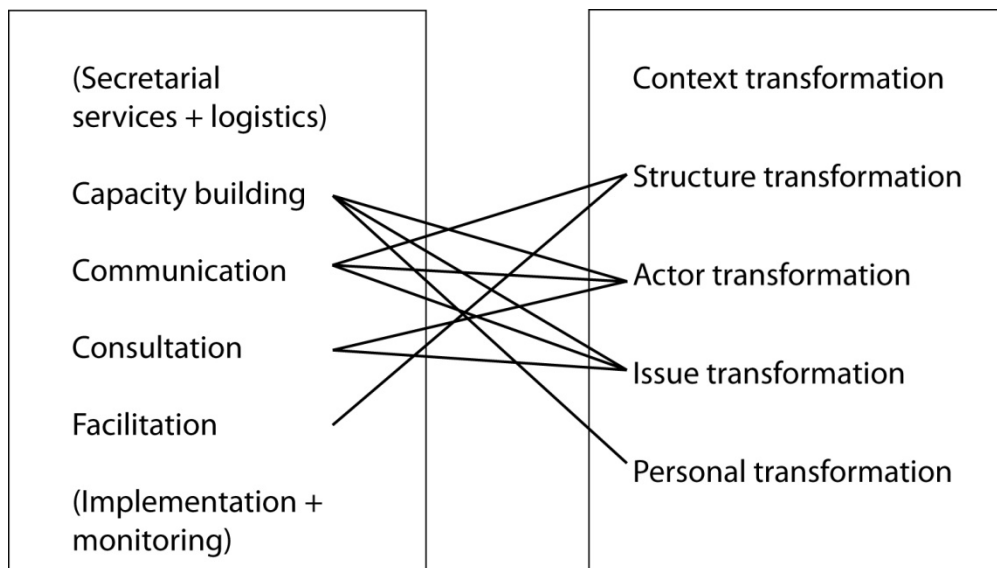 (Secretarial
services + logistics)
Capacity building
Communication
Consultation
Facilitation
(Implementation +
monitoring)
Context transformation
Structure transformation
Actor transformation
Issue transformation
Personal transformation